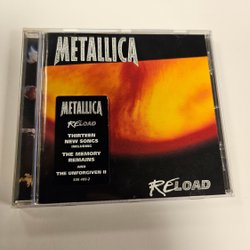 METALLICA
METALLICA
RELOAD
THIRTEEN
NEW SONGS
INCLUDING
THE MEMORY
REMAINS
AND
THE UNFORGIVEN II
RELOAD